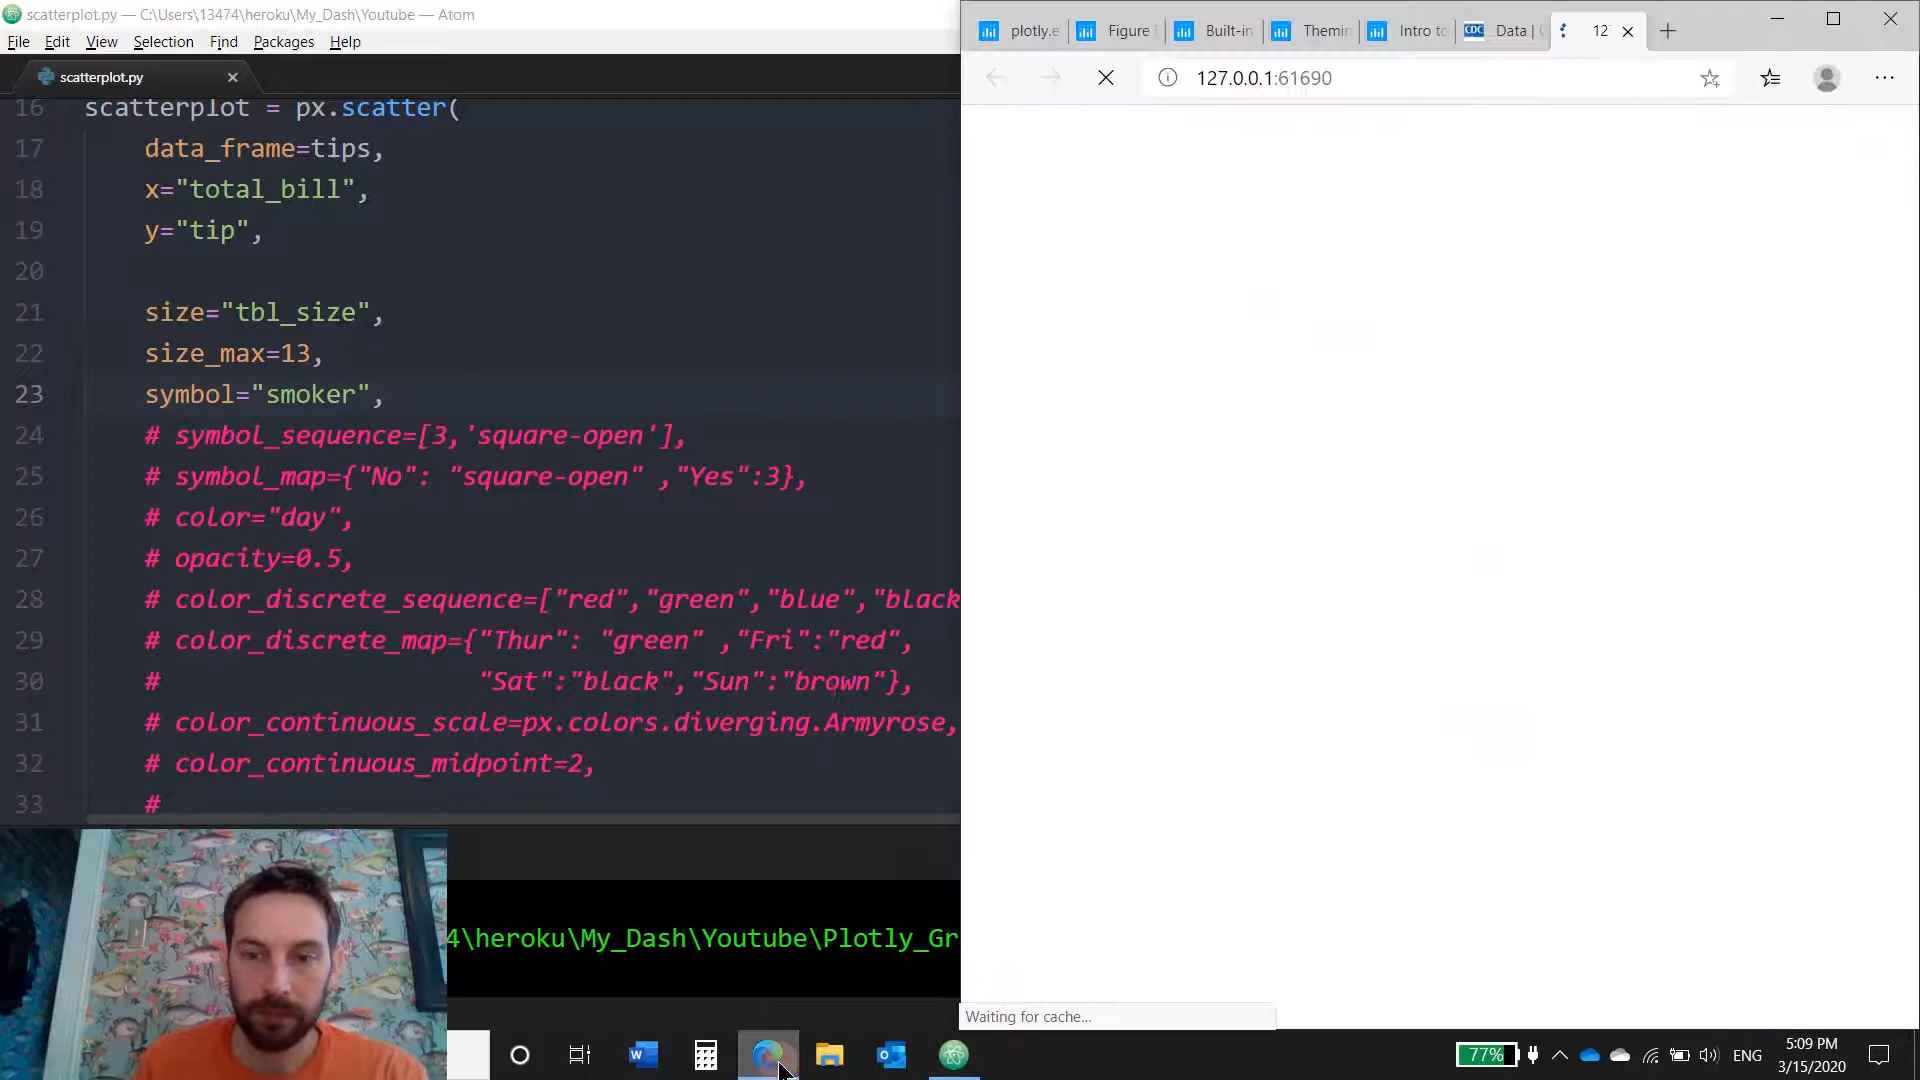 scatterplot.py — C:\Users\13474\heroku\My_Dash\Youtube — Atom
File Edit View Selection Find Packages Help
scatterplot.py
16 scatterplot = px.scatter(
17 data_frame=tips,
18 x="total_bill",
19 y="tip",
20
21 size="tbl_size",
22 size_max=13,
23 symbol="smoker",
24 # symbol_sequence=[3,'square-open'],
25 # symbol_map={"No": "square-open" ,"Yes":3},
26 # color="day",
27 # opacity=0.5,
28 # color_discrete_sequence=["red","green","blue","black
29 # color_discrete_map={"Thur": "green" ,"Fri":"red",
30 # "Sat":"black","Sun":"brown"},
31 # color_continuous_scale=px.colors.diverging.Armyrose,
32 # color_continuous_midpoint=2,
33 #
4\heroku\My_Dash\Youtube\Plotly_Gr
plotly.e Figure Built-in Themin Intro to CDC Data | 12
127.0.0.1:61690
Waiting for cache...
77% ENG 5:09 PM
3/15/2020